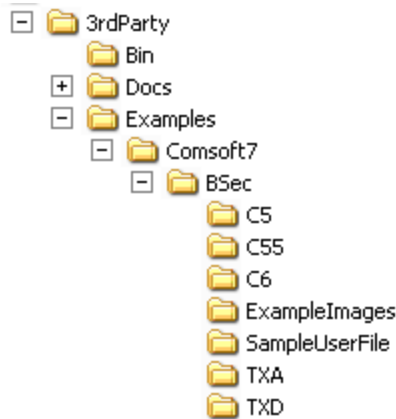 3rdParty
Bin
Docs
Examples
Comsoft7
BSec
C5
C55
C6
ExampleImages
SampleUserFile
TXA
TXD